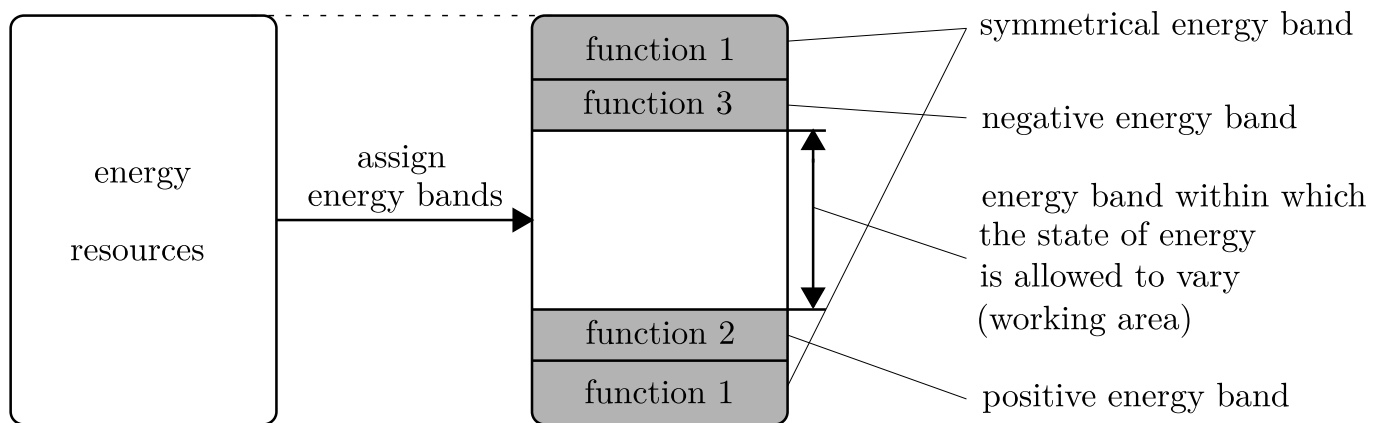 energy
resources
assign
energy bands
function 1
function 3
function 2
function 1
symmetrical energy band
negative energy band
energy band within which
the state of energy
is allowed to vary
(working area)
positive energy band